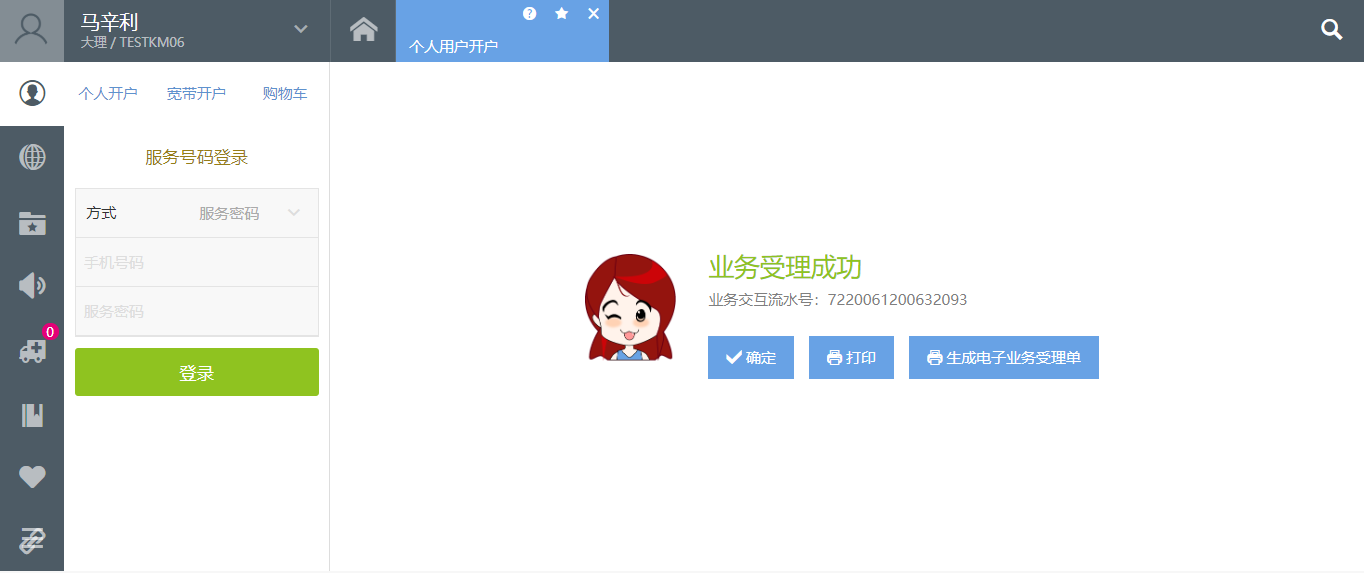 马辛利
大理 / TESTKM06
个人用户开户
个人开户 宽带开户 购物车
服务号码登录
方式 服务密码
手机号码
服务密码
登录
0
业务受理成功
业务交互流水号：7220061200632093
确定 打印 生成电子业务受理单